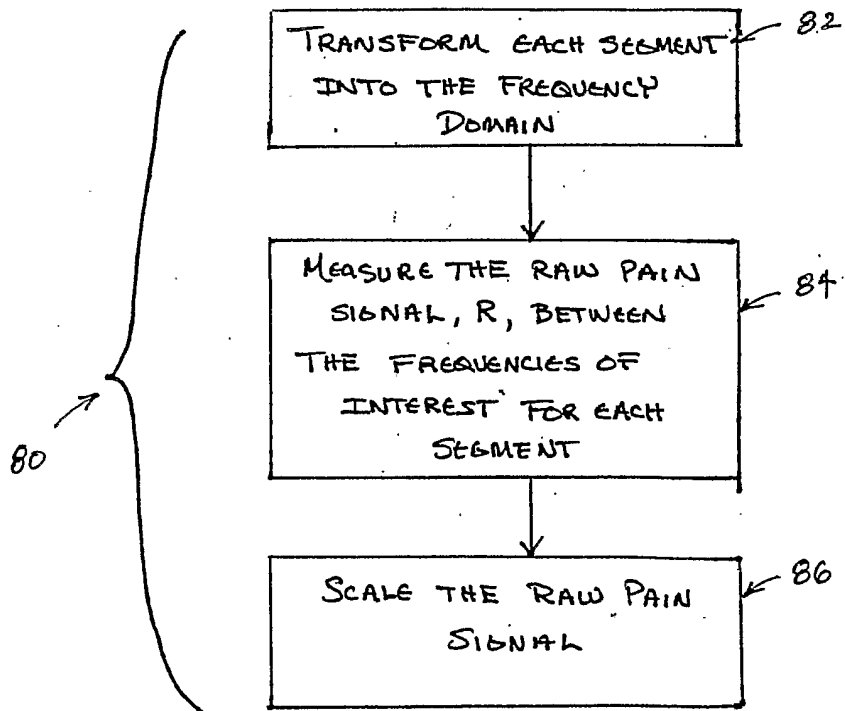 TRANSFORM EACH SEGMENT
INTO THE FREQUENCY
DOMAIN
82
MEASURE THE RAW PAIN
SIGNAL, R, BETWEEN
THE FREQUENCIES OF
INTEREST FOR EACH
SEGMENT
84
80
SCALE THE RAW PAIN
SIGNAL
86